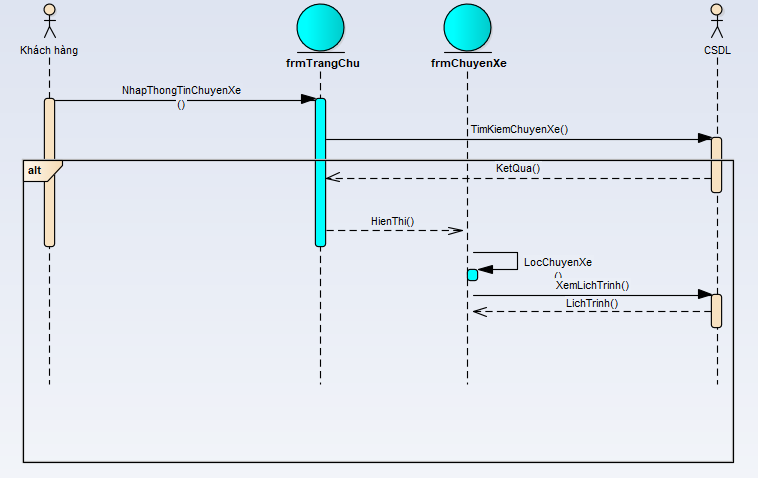 Khách hàng
frmTrangChu
frmChuyenXe
CSDL
NhapThongTinChuyenXe
()
TimKiemChuyenXe()
alt
KetQua()
HienThi()
LocChuyenXe
()
XemLichTrinh()
LichTrinh()